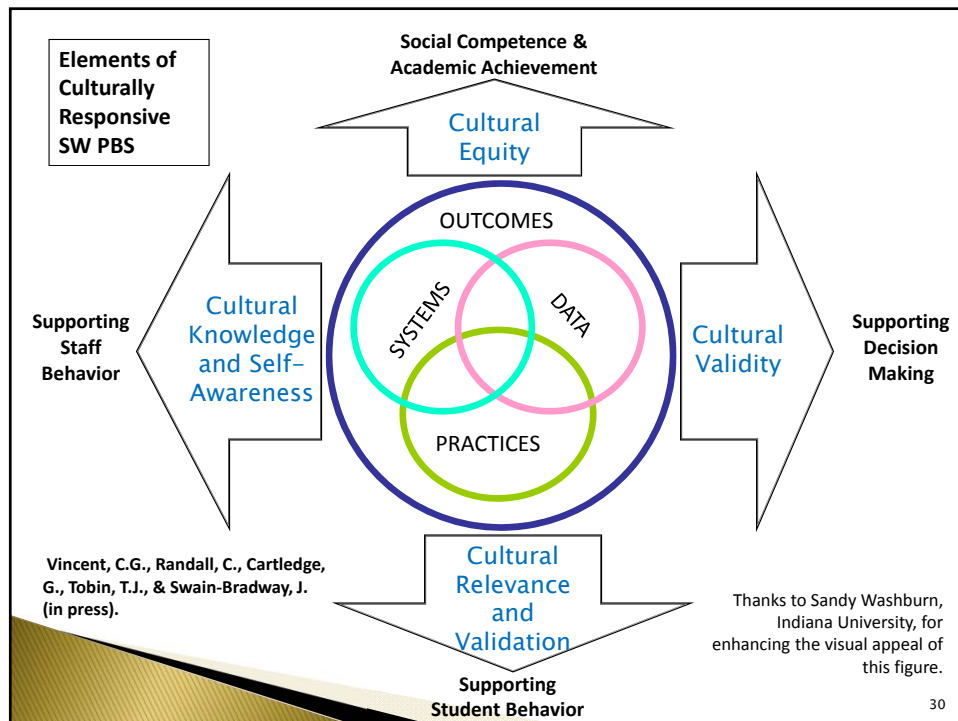 Elements of
Culturally
Responsive
SW PBS
Social Competence &
Academic Achievement
Cultural
Equity
OUTCOMES
SYSTEMS
DATA
PRACTICES
Supporting
Staff
Behavior
Cultural
Knowledge
and Self-
Awareness
Cultural
Validity
Supporting
Decision
Making
Cultural
Relevance
and
Validation
Supporting
Student Behavior
Vincent, C.G., Randall, C., Cartledge,
G., Tobin, T.J., & Swain-Bradway, J.
(in press).
Thanks to Sandy Washburn,
Indiana University, for
enhancing the visual appeal of
this figure.
30